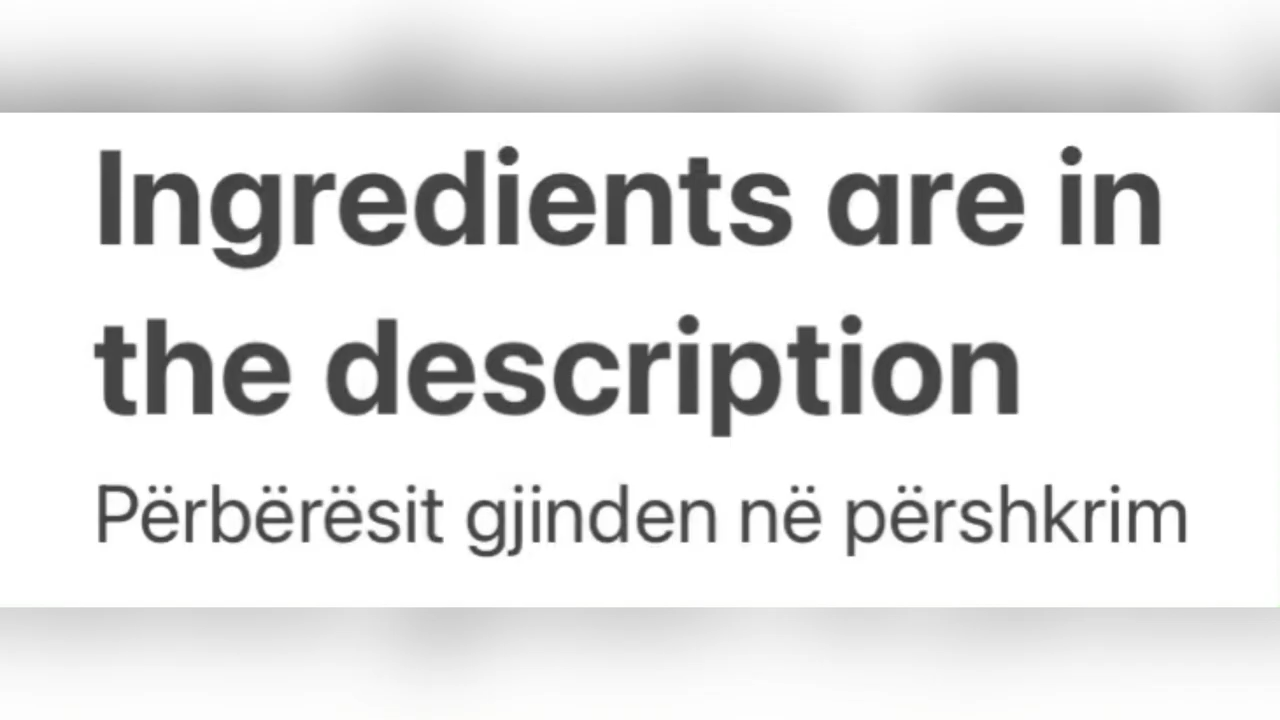 Ingredients are in
the description
Përbërësit gjinden në përshkrim